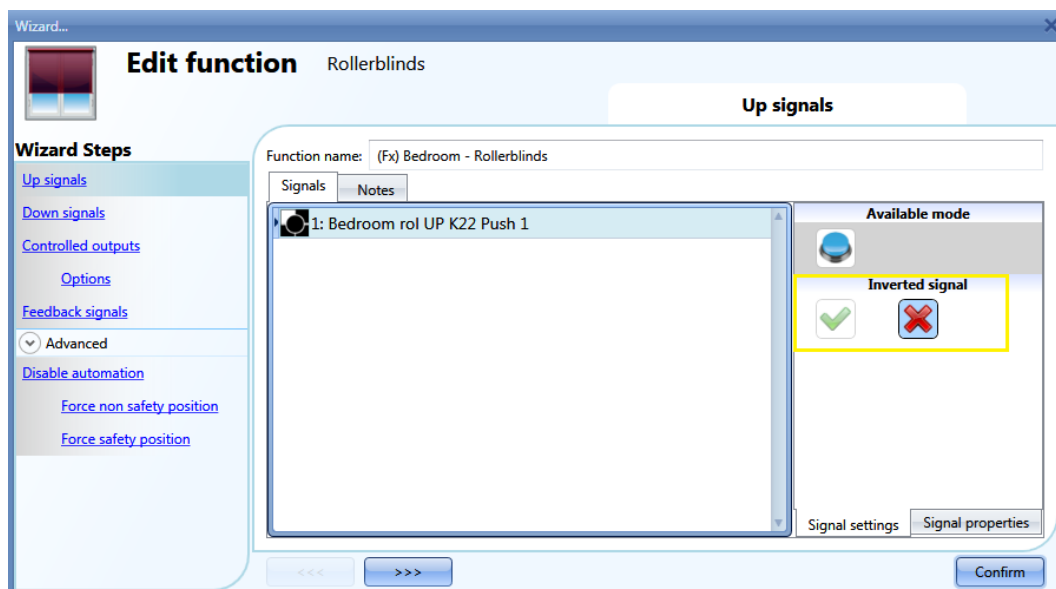 Wizard...
Edit function Rollerblinds
Up signals
Wizard Steps
Up signals
Down signals
Controlled outputs
Options
Feedback signals
Advanced
Disable automation
Force non safety position
Force safety position
Function name: (Fx) Bedroom - Rollerblinds
Signals Notes
1: Bedroom rol UP K22 Push 1
Available mode
Inverted signal
Signal settings Signal properties
<<< >>> Confirm